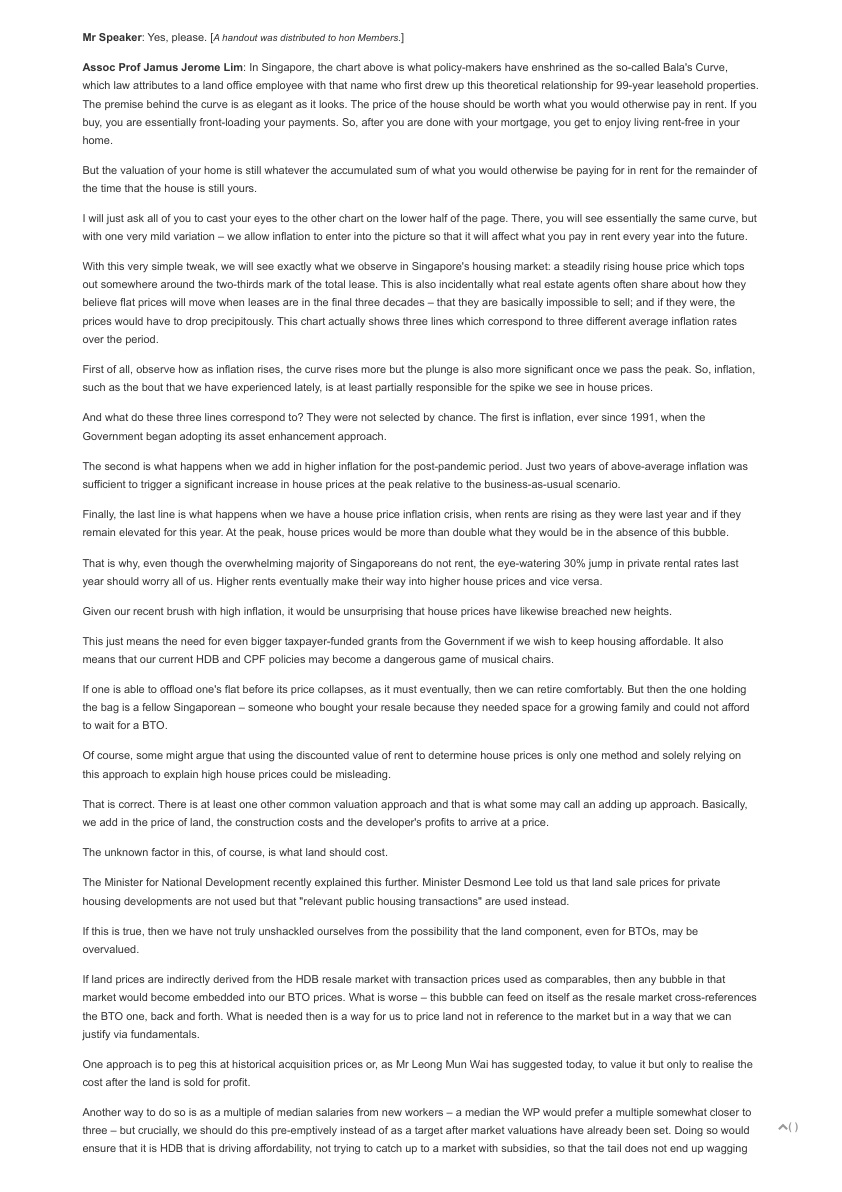 Mr Speaker: Yes, please. [A handout was distributed to hon Members.]
Assoc Prof Jamus Jerome Lim: In Singapore, the chart above is what policy-makers have enshrined as the so-called Bala's Curve,
which law attributes to a land office employee with that name who first drew up this theoretical relationship for 99-year leasehold properties.
The premise behind the curve is as elegant as it looks. The price of the house should be worth what you would otherwise pay in rent. If you
buy, you are essentially front-loading your payments. So, after you are done with your mortgage, you get to enjoy living rent-free in your
home.
But the valuation of your home is still whatever the accumulated sum of what you would otherwise be paying for in rent for the remainder of
the time that the house is still yours.
I will just ask all of you to cast your eyes to the other chart on the lower half of the page. There, you will see essentially the same curve, but
with one very mild variation – we allow inflation to enter into the picture so that it will affect what you pay in rent every year into the future.
With this very simple tweak, we will see exactly what we observe in Singapore's housing market: a steadily rising house price which tops
out somewhere around the two-thirds mark of the total lease. This is also incidentally what real estate agents often share about how they
believe flat prices will move when leases are in the final three decades – that they are basically impossible to sell; and if they were, the
prices would have to drop precipitously. This chart actually shows three lines which correspond to three different average inflation rates
over the period.
First of all, observe how as inflation rises, the curve rises more but the plunge is also more significant once we pass the peak. So, inflation,
such as the bout that we have experienced lately, is at least partially responsible for the spike we see in house prices.
And what do these three lines correspond to? They were not selected by chance. The first is inflation, ever since 1991, when the
Government began adopting its asset enhancement approach.
The second is what happens when we add in higher inflation for the post-pandemic period. Just two years of above-average inflation was
sufficient to trigger a significant increase in house prices at the peak relative to the business-as-usual scenario.
Finally, the last line is what happens when we have a house price inflation crisis, when rents are rising as they were last year and if they
remain elevated for this year. At the peak, house prices would be more than double what they would be in the absence of this bubble.
That is why, even though the overwhelming majority of Singaporeans do not rent, the eye-watering 30% jump in private rental rates last
year should worry all of us. Higher rents eventually make their way into higher house prices and vice versa.
Given our recent brush with high inflation, it would be unsurprising that house prices have likewise breached new heights.
This just means the need for even bigger taxpayer-funded grants from the Government if we wish to keep housing affordable. It also
means that our current HDB and CPF policies may become a dangerous game of musical chairs.
If one is able to offload one's flat before its price collapses, as it must eventually, then we can retire comfortably. But then the one holding
the bag is a fellow Singaporean – someone who bought your resale because they needed space for a growing family and could not afford
to wait for a BTO.
Of course, some might argue that using the discounted value of rent to determine house prices is only one method and solely relying on
this approach to explain high house prices could be misleading.
That is correct. There is at least one other common valuation approach and that is what some may call an adding up approach. Basically,
we add in the price of land, the construction costs and the developer's profits to arrive at a price.
The unknown factor in this, of course, is what land should cost.
The Minister for National Development recently explained this further. Minister Desmond Lee told us that land sale prices for private
housing developments are not used but that "relevant public housing transactions" are used instead.
If this is true, then we have not truly unshackled ourselves from the possibility that the land component, even for BTOs, may be
overvalued.
If land prices are indirectly derived from the HDB resale market with transaction prices used as comparables, then any bubble in that
market would become embedded into our BTO prices. What is worse – this bubble can feed on itself as the resale market cross-references
the BTO one, back and forth. What is needed then is a way for us to price land not in reference to the market but in a way that we can
justify via fundamentals.
One approach is to peg this at historical acquisition prices or, as Mr Leong Mun Wai has suggested today, to value it but only to realise the
cost after the land is sold for profit.
Another way to do so is as a multiple of median salaries from new workers – a median the WP would prefer a multiple somewhat closer to
three – but crucially, we should do this pre-emptively instead of as a target after market valuations have already been set. Doing so would
ensure that it is HDB that is driving affordability, not trying to catch up to a market with subsidies, so that the tail does not end up wagging
( )